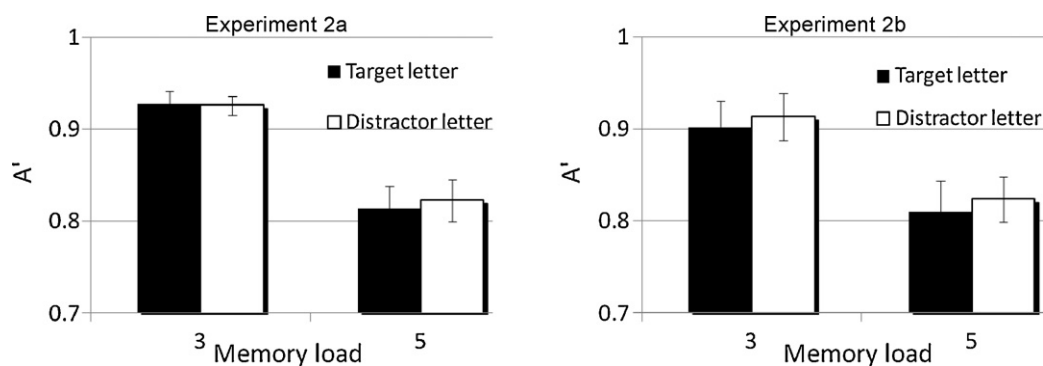 Experiment 2a
1
0.9
0.8
0.7
A'
Target letter
Distractor letter
3
5
Memory load
Experiment 2b
1
0.9
0.8
0.7
A'
Target letter
Distractor letter
3
5
Memory load